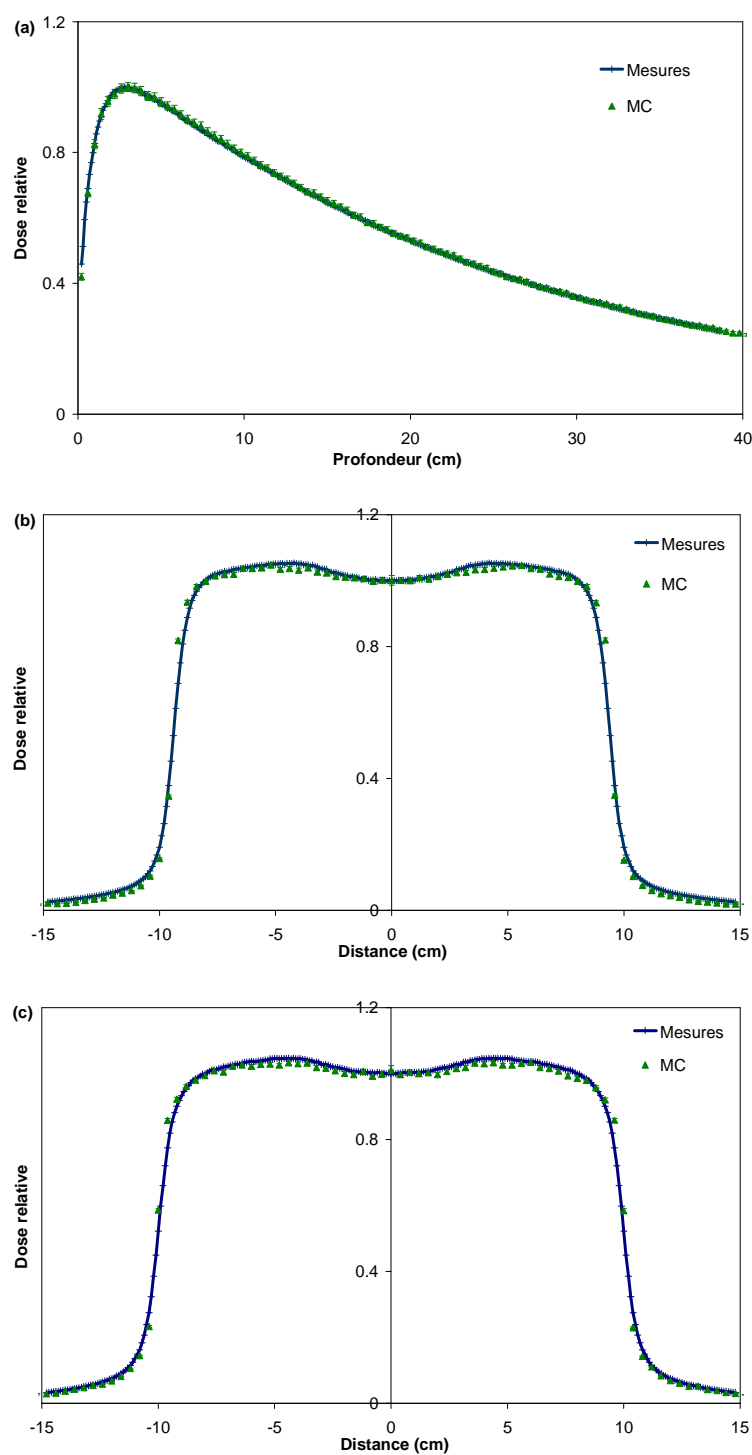 (a)
1.2
Mesures
MC
0.8
Dose relative
0.4
0
0 10 20 30 40
Profondeur (cm)
(b)
1.2
Mesures
MC
0.8
Dose relative
0.4
0
-15 -10 -5 0 5 10 15
Distance (cm)
(c)
1.2
Mesures
MC
0.8
Dose relative
0.4
0
-15 -10 -5 0 5 10 15
Distance (cm)